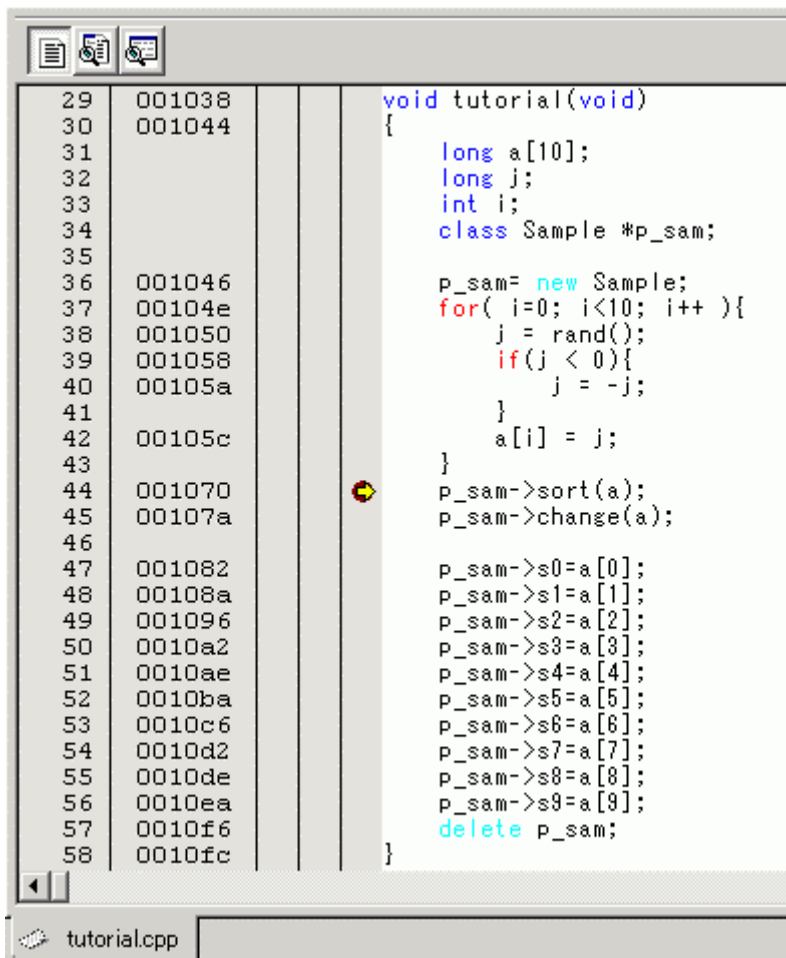 29 001038 void tutorial(void)
30 001044 {
31 long a[10];
32 long j;
33 int i;
34 class Sample *p_sam;
35
36 001046 p_sam= new Sample;
37 00104e for( i=0; i<10; i++ ){
38 001050 j = rand();
39 001058 if(j < 0){
40 00105a j = -j;
41 }
42 00105c a[i] = j;
43 }
44 001070 p_sam->sort(a);
45 00107a p_sam->change(a);
46
47 001082 p_sam->s0=a[0];
48 00108a p_sam->s1=a[1];
49 001096 p_sam->s2=a[2];
50 0010a2 p_sam->s3=a[3];
51 0010ae p_sam->s4=a[4];
52 0010ba p_sam->s5=a[5];
53 0010c6 p_sam->s6=a[6];
54 0010d2 p_sam->s7=a[7];
55 0010de p_sam->s8=a[8];
56 0010ea p_sam->s9=a[9];
57 0010f6 delete p_sam;
58 0010fc }
tutorial.cpp